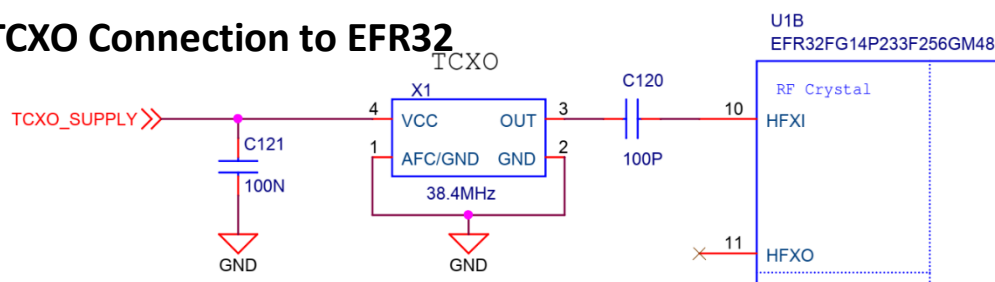 TCXO Connection to EFR32
TCXO
U1B
EFR32FG14P233F256GM48
RF Crystal
TCXO_SUPPLY
X1
C120
4
VCC
OUT
3
10
HFXI
C121
1
AFC/GND
GND
2
100P
100N
38.4MHz
11
HFXO
GND
GND